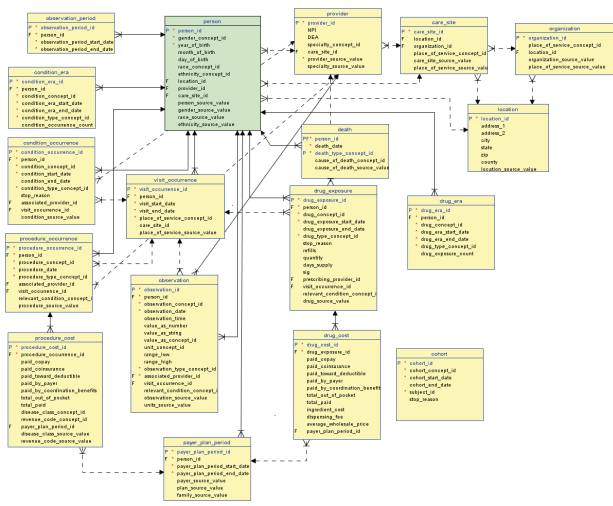 observation_period
P * observation_period_id
F * person_id
* observation_period_start_date
* observation_period_end_date
person
P * person_id
* gender_concept_id
* year_of_birth
month_of_birth
day_of_birth
race_concept_id
ethnicity_concept_id
F location_id
F provider_id
F care_site_id
person_source_value
gender_source_value
race_source_value
ethnicity_source_value
provider
P * provider_id
NPI
DEA
specialty_concept_id
F care_site_id
* provider_source_value
specialty_source_value
care_site
P * care_site_id
F location_id
F organization_id
place_of_service_concept_id
care_site_source_value
place_of_service_source_value
organization
P * organization_id
place_of_service_concept_id
F location_id
* organization_source_value
place_of_service_source_value
condition_era
P * condition_era_id
F * person_id
* condition_concept_id
* condition_era_start_date
* condition_era_end_date
* condition_type_concept_id
condition_occurrence_count
location
P * location_id
address_1
address_2
city
state
zip
county
location_source_value
condition_occurrence
P * condition_occurrence_id
F * person_id
* condition_concept_id
* condition_start_date
condition_end_date
* condition_type_concept_id
stop_reason
F associated_provider_id
F visit_occurrence_id
condition_source_value
visit_occurrence
P * visit_occurrence_id
F * person_id
* visit_start_date
* visit_end_date
* place_of_service_concept_id
care_site_id
place_of_service_source_value
death
PF* person_id
* death_date
P * death_type_concept_id
cause_of_death_concept_id
cause_of_death_source_value
drug_exposure
P * drug_exposure_id
F * person_id
* drug_concept_id
* drug_exposure_start_date
drug_exposure_end_date
* drug_type_concept_id
stop_reason
refills
quantity
days_supply
sig
F prescribing_provider_id
F visit_occurrence_id
relevant_condition_concept_i
drug_source_value
drug_era
P * drug_era_id
F * person_id
* drug_concept_id
* drug_era_start_date
* drug_era_end_date
* drug_type_concept_id
drug_exposure_count
procedure_occurrence
P * procedure_occurrence_id
F * person_id
* procedure_concept_id
* procedure_date
* procedure_type_concept_id
F associated_provider_id
F visit_occurrence_id
relevant_condition_concept_i
procedure_source_value
observation
P * observation_id
F * person_id
* observation_concept_id
* observation_date
observation_time
value_as_number
value_as_string
value_as_concept_id
unit_concept_id
range_low
range_high
* observation_type_concept_id
F * associated_provider_id
F visit_occurrence_id
relevant_condition_concept_i
observation_source_value
units_source_value
procedure_cost
P * procedure_cost_id
F * procedure_occurrence_id
paid_copay
paid_coinsurance
paid_toward_deductible
paid_by_payer
paid_by_coordination_benefits
total_out_of_pocket
total_paid
disease_class_concept_id
revenue_code_concept_id
F payer_plan_period_id
disease_class_source_value
revenue_code_source_value
drug_cost
P * drug_cost_id
F * drug_exposure_id
paid_copay
paid_coinsurance
paid_toward_deductible
paid_by_payer
paid_by_coordination_benefit
total_out_of_pocket
total_paid
ingredient_cost
dispensing_fee
average_wholesale_price
F payer_plan_period_id
cohort
P * cohort_id
* cohort_concept_id
* cohort_start_date
cohort_end_date
* subject_id
stop_reason
payer_plan_period
P * payer_plan_period_id
F * person_id
* payer_plan_period_start_date
* payer_plan_period_end_date
payer_source_value
plan_source_value
family_source_value